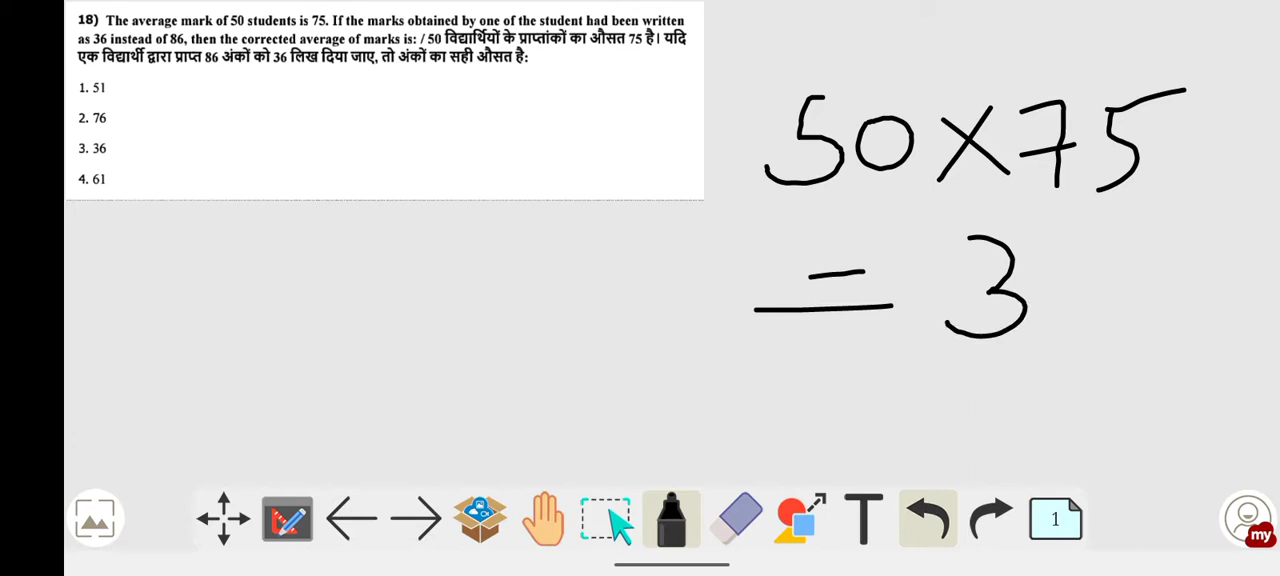 18) The average mark of 50 students is 75. If the marks obtained by one of the student had been written
as 36 instead of 86, then the corrected average of marks is: / 50 विद्यार्थियों के प्राप्तांकों का औसत 75 है। यदि
एक विद्यार्थी द्वारा प्राप्त 86 अंकों को 36 लिख दिया जाए, तो अंकों का सही औसत है:
1. 51
2. 76
3. 36
4. 61
50×75
= 3
T
1
my